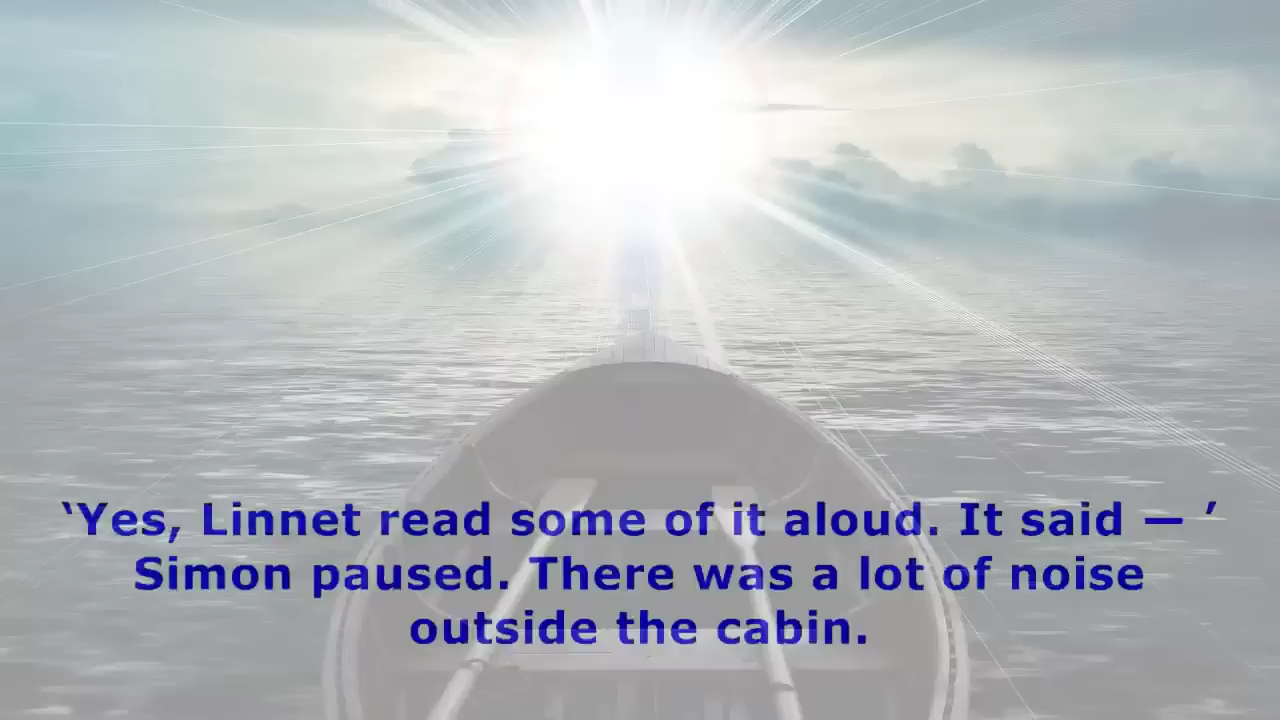 ‘Yes, Linnet read some of it aloud. It said — ’
Simon paused. There was a lot of noise
outside the cabin.